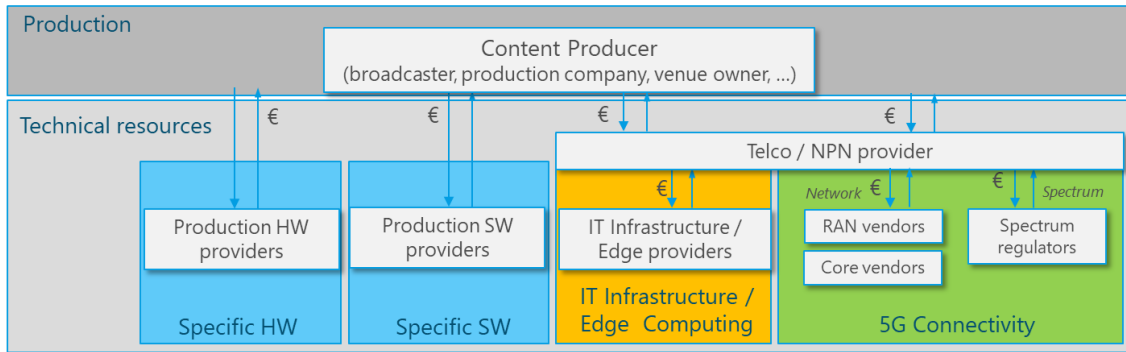 Production
Content Producer
(broadcaster, production company, venue owner, ...)
€
€
€
€
Technical resources
Telco / NPN provider
€
Network
€
€
Spectrum
Production HW
providers
Production SW
providers
IT Infrastructure /
Edge providers
RAN vendors
Core vendors
Spectrum
regulators
Specific HW
Specific SW
IT Infrastructure /
Edge Computing
5G Connectivity